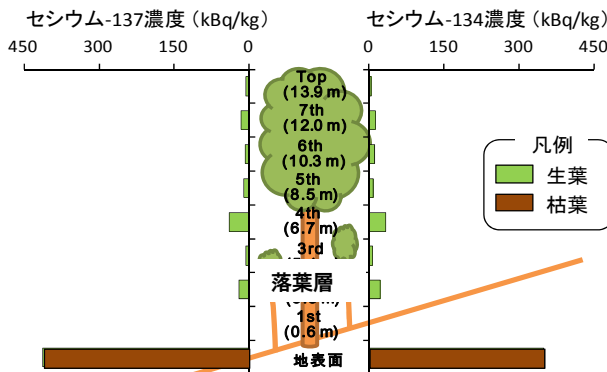 セシウム-137濃度（kBq/kg）
セシウム-134濃度（kBq/kg）
450 300 150 0
0 150 300 450
Top
(13.9 m)
7th
(12.0 m)
6th
(10.3 m)
5th
(8.5 m)
4th
(6.7 m)
3rd
落葉層
1st
(0.6 m)
地表面
凡例
生葉
枯葉